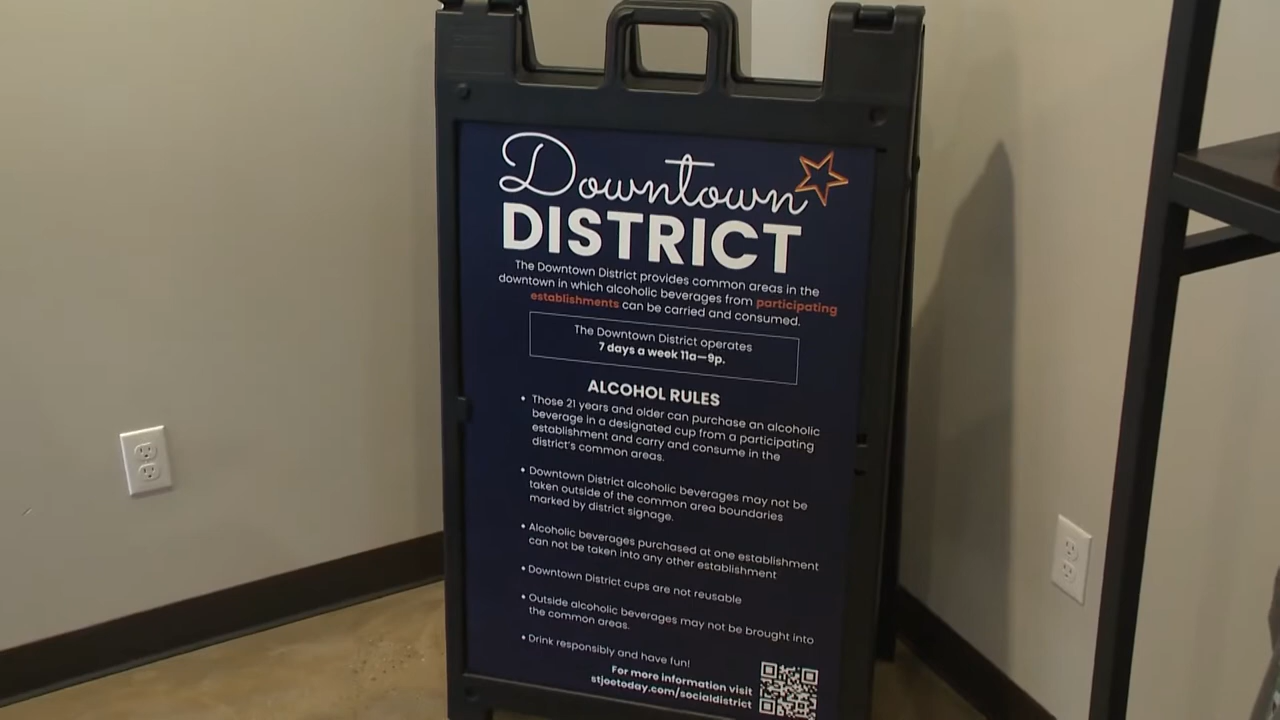 Downtown
DISTRICT
The Downtown District provides common areas in the
downtown in which alcoholic beverages from participating
establishments can be carried and consumed.
The Downtown District operates
7 days a week 11a—9p.
ALCOHOL RULES
• Those 21 years and older can purchase an alcoholic
beverage in a designated cup from a participating
establishment and carry and consume in the
district's common areas.
• Downtown District alcoholic beverages may not be
taken outside of the common area boundaries
marked by district signage.
• Alcoholic beverages purchased at one establishment
can not be taken into any other establishment
• Downtown District cups are not reusable
• Outside alcoholic beverages may not be brought into
the common areas.
• Drink responsibly and have fun!
For more information visit
stjoetoday.com/socialdistrict